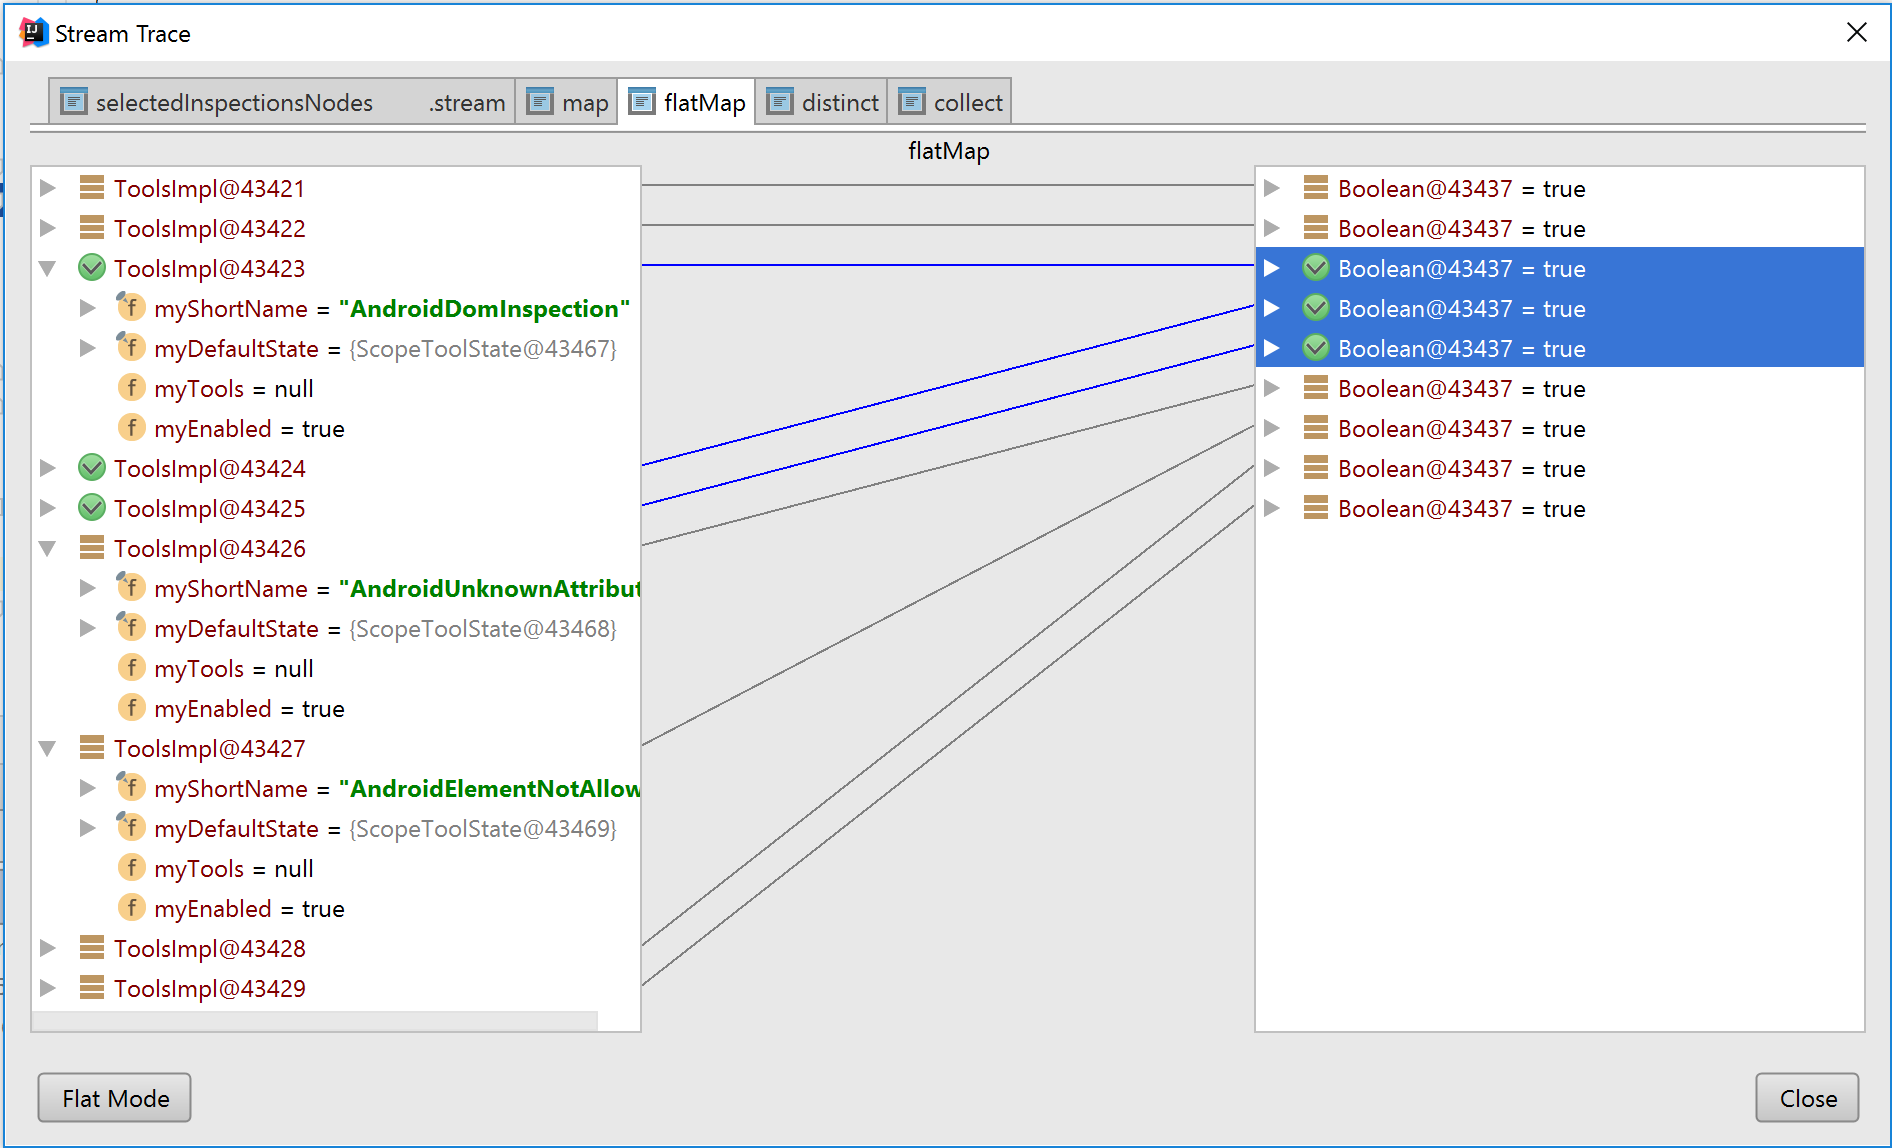 Stream Trace
selectedInspectionsNodes .stream map flatMap distinct collect
flatMap
ToolsImpl@43421
ToolsImpl@43422
ToolsImpl@43423
myShortName = "AndroidDomInspection"
myDefaultState = {ScopeToolState@43467}
myTools = null
myEnabled = true
ToolsImpl@43424
ToolsImpl@43425
ToolsImpl@43426
myShortName = "AndroidUnknownAttribut
myDefaultState = {ScopeToolState@43468}
myTools = null
myEnabled = true
ToolsImpl@43427
myShortName = "AndroidElementNotAllow
myDefaultState = {ScopeToolState@43469}
myTools = null
myEnabled = true
ToolsImpl@43428
ToolsImpl@43429
Boolean@43437 = true
Boolean@43437 = true
Boolean@43437 = true
Boolean@43437 = true
Boolean@43437 = true
Boolean@43437 = true
Boolean@43437 = true
Boolean@43437 = true
Boolean@43437 = true
Flat Mode
Close